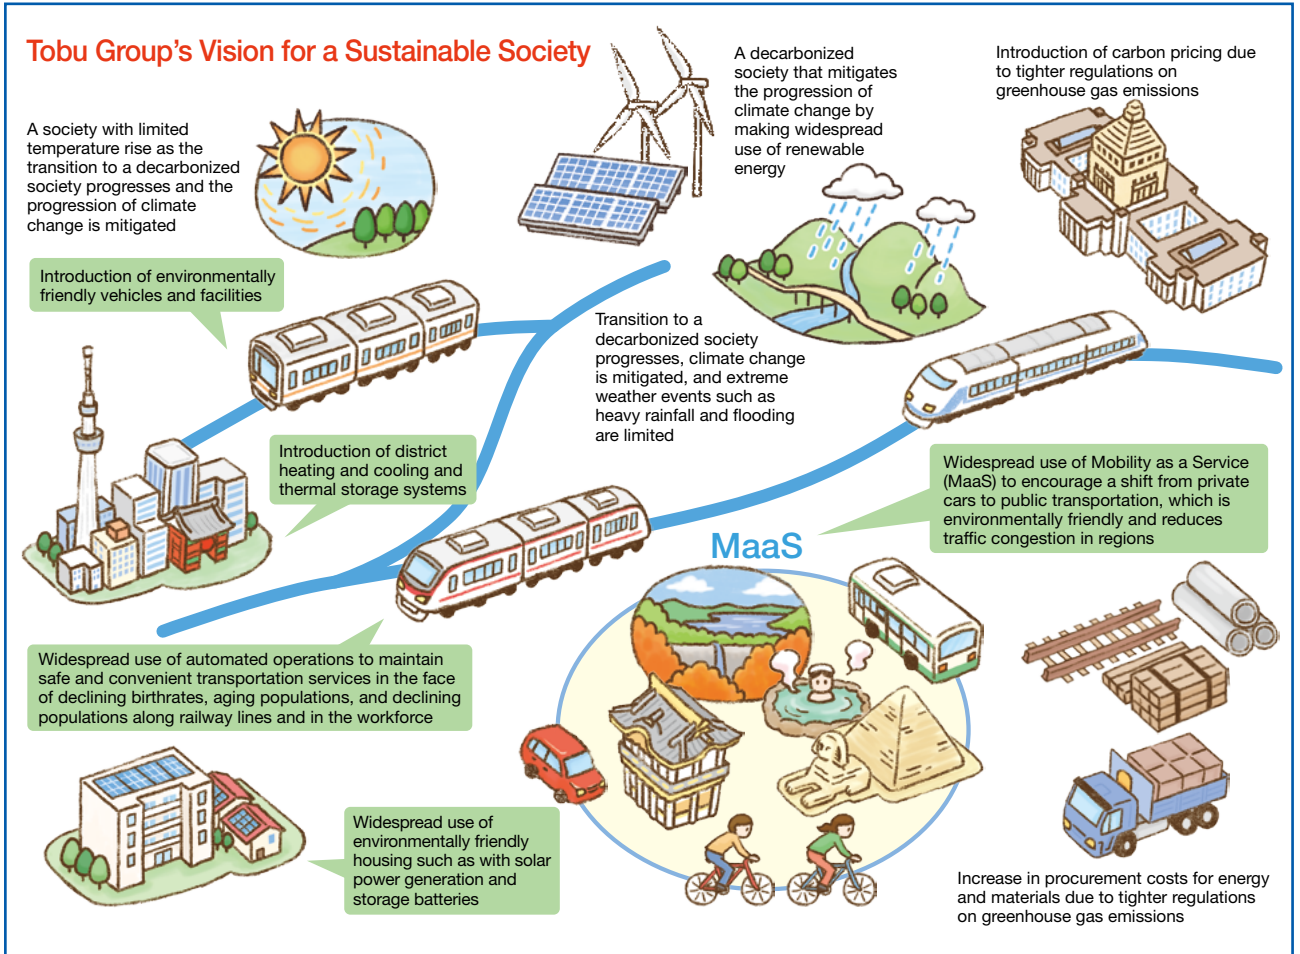 Tobu Group’s Vision for a Sustainable Society
A society with limited
temperature rise as the
transition to a decarbonized
society progresses and the
progression of climate
change is mitigated
A decarbonized
society that mitigates
the progression of
climate change by
making widespread
use of renewable
energy
Introduction of carbon pricing due
to tighter regulations on
greenhouse gas emissions
Introduction of environmentally
friendly vehicles and facilities
Transition to a
decarbonized society
progresses, climate change
is mitigated, and extreme
weather events such as
heavy rainfall and flooding
are limited
Introduction of district
heating and cooling and
thermal storage systems
Widespread use of Mobility as a Service
(MaaS) to encourage a shift from private
cars to public transportation, which is
environmentally friendly and reduces
traffic congestion in regions
MaaS
Widespread use of automated operations to maintain
safe and convenient transportation services in the face
of declining birthrates, aging populations, and declining
populations along railway lines and in the workforce
Widespread use of
environmentally friendly
housing such as with solar
power generation and
storage batteries
Increase in procurement costs for energy
and materials due to tighter regulations
on greenhouse gas emissions